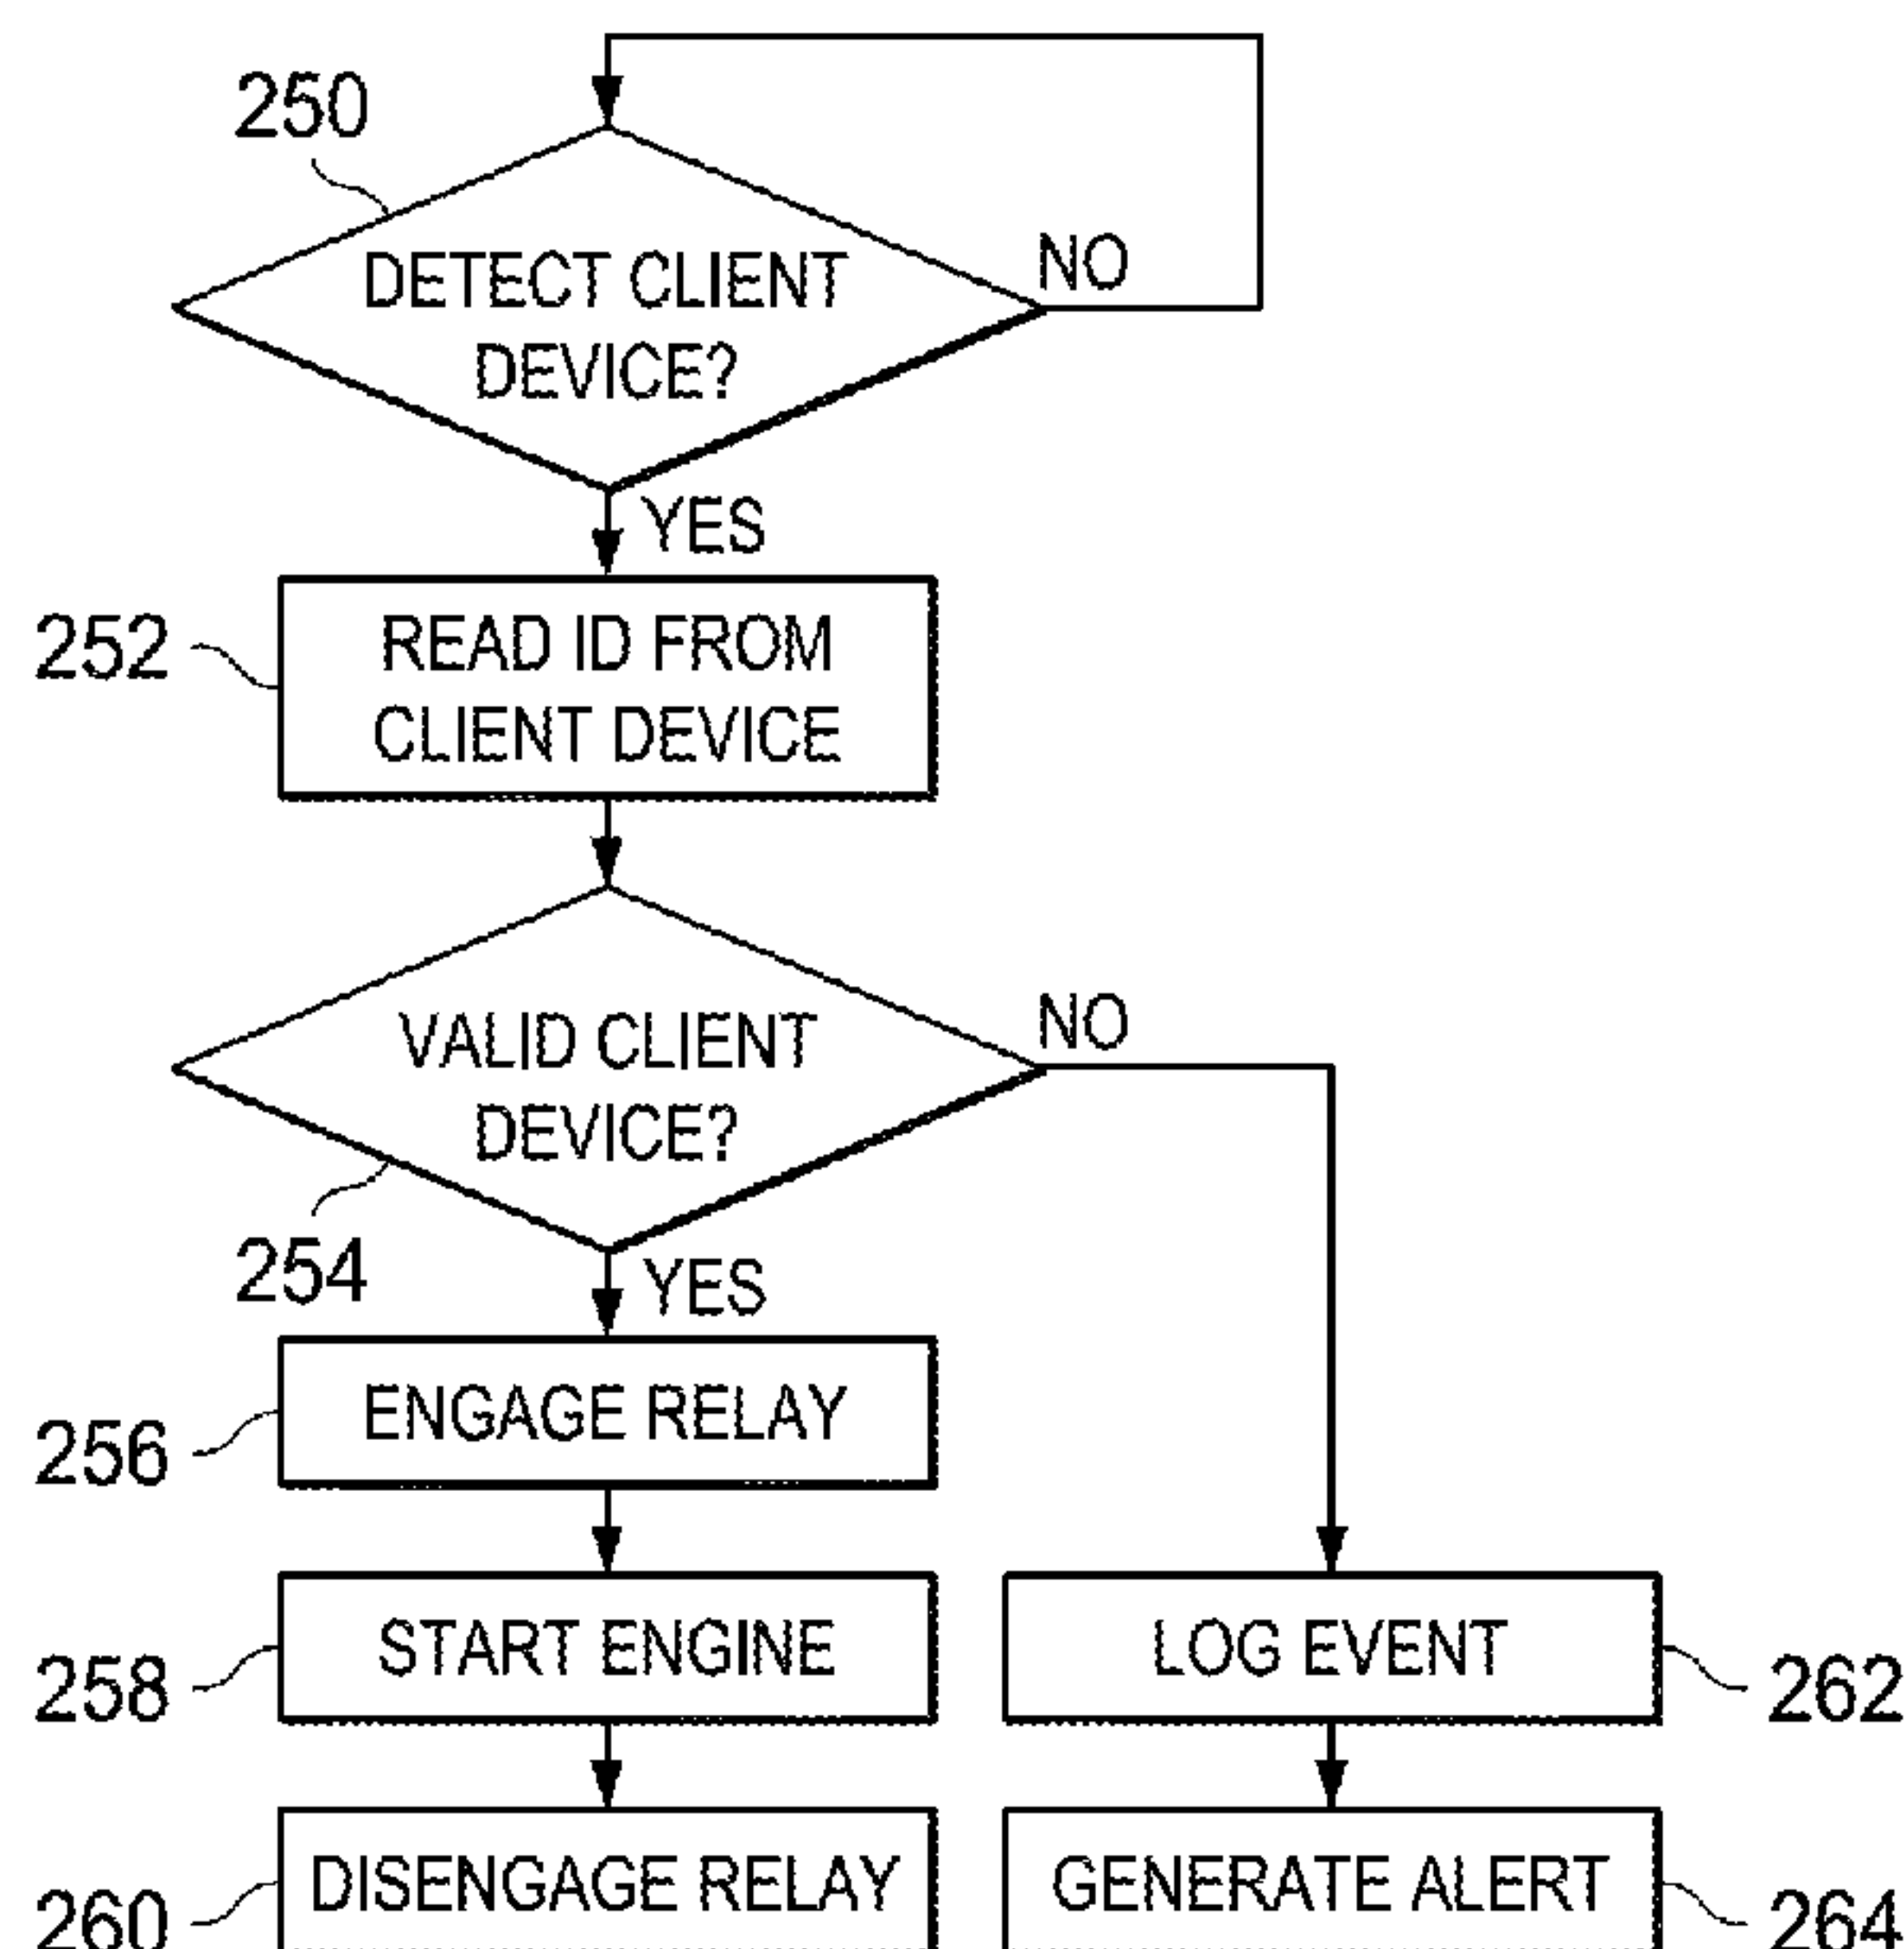 250
DETECT CLIENT
DEVICE?
NO
YES
252
READ ID FROM
CLIENT DEVICE
VALID CLIENT
DEVICE?
NO
254
YES
256
ENGAGE RELAY
258
START ENGINE
LOG EVENT
262
260
DISENGAGE RELAY
GENERATE ALERT
264